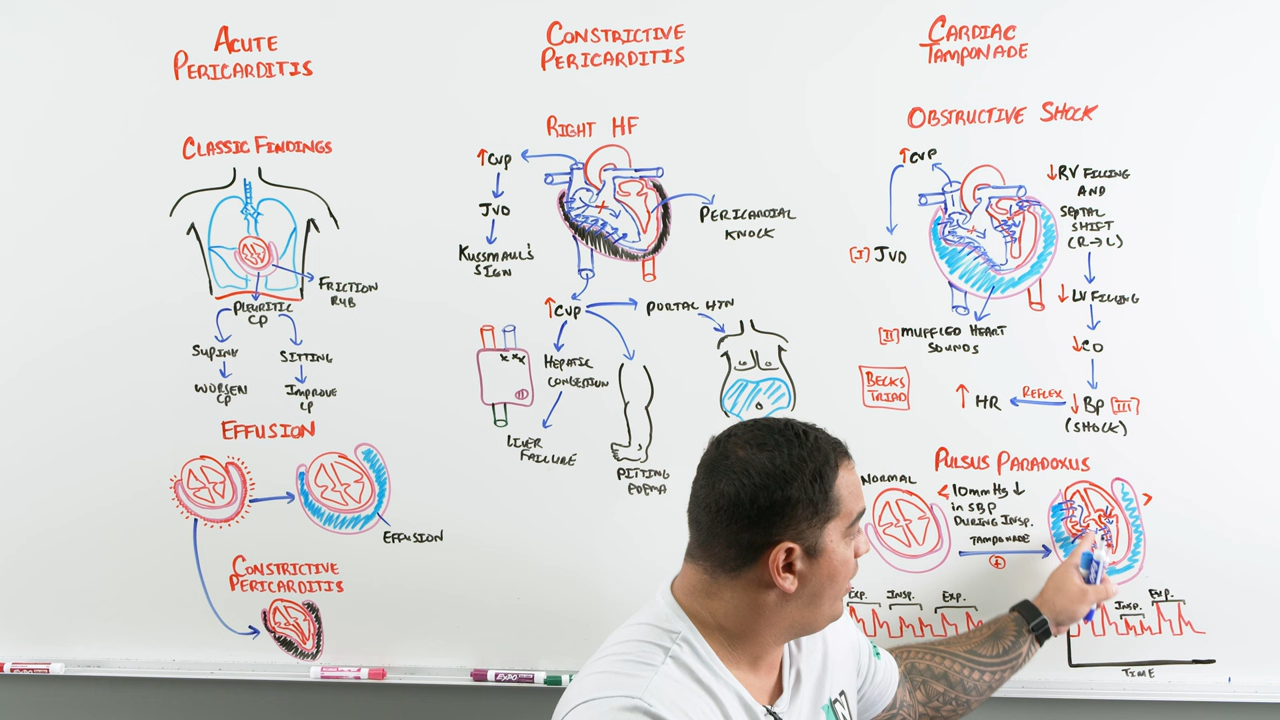 ACUTE
PERICARDITIS
CLASSIC FINDINGS
FRICTION
RUB
PLEURITIC
CP
SUPINE
SITTING
WORSEN
CP
IMPROVE
CP
EFFUSION
EFFUSION
CONSTRICTIVE
PERICARDITIS
CONSTRICTIVE
PERICARDITIS
RIGHT HF
↑CVP
JVD
KUSSMAUL'S
SIGN
PERICARDIAL
KNOCK
↑CVP
PORTAL HTN
HEPATIC
CONGESTION
LIVER
FAILURE
PITTING
EDEMA
CARDIAC
TAMPONADE
OBSTRUCTIVE SHOCK
↑CVP
[I] JVD
↓RV FILLING
AND
SEPTAL
SHIFT
(R→L)
↓LV FILLING
[II] MUFFLED HEART
SOUNDS
↓CO
BECKS
TRIAD
↑ HR
REFLEX
↓BP [III]
(SHOCK)
PULSUS PARADOXUS
NORMAL
<10mmHg ↓
in SBP
DURING INSP.
TAMPONADE
+
>
EXP.
INSP.
EXP.
INSP.
EXP.
TIME
EXPO